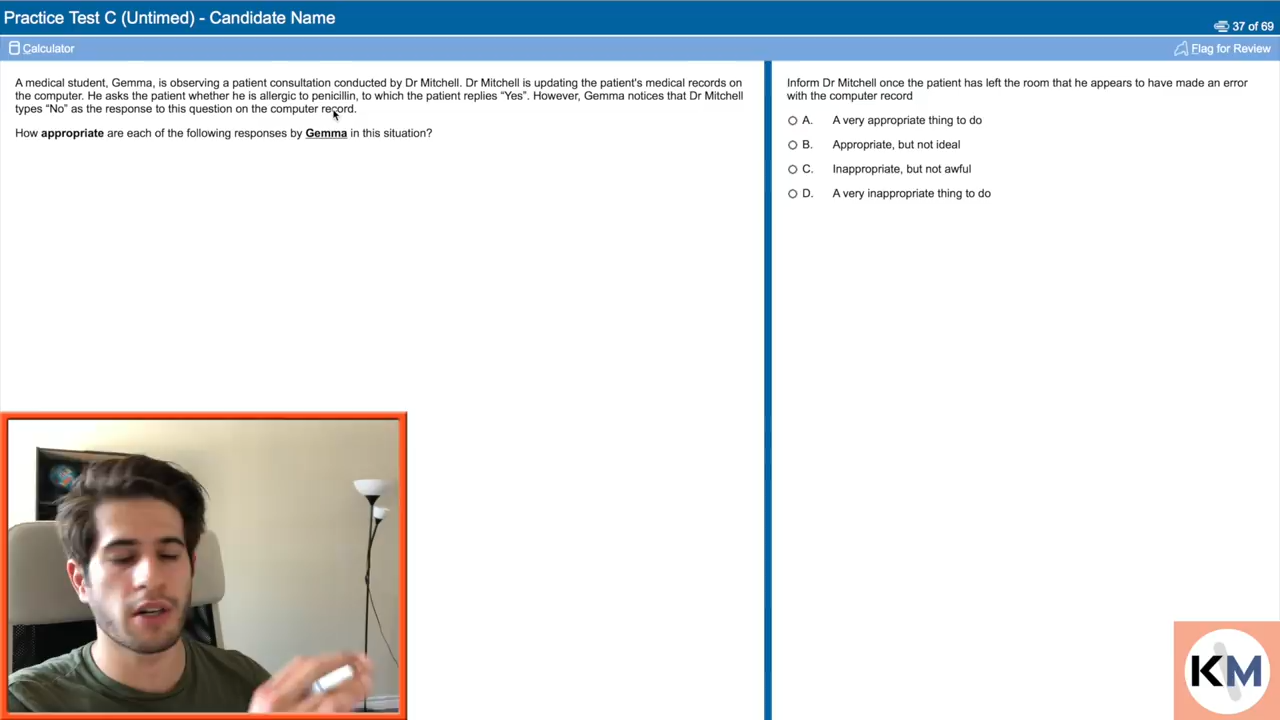 Practice Test C (Untimed) - Candidate Name
37 of 69
Calculator
Flag for Review
A medical student, Gemma, is observing a patient consultation conducted by Dr Mitchell. Dr Mitchell is updating the patient's medical records on
the computer. He asks the patient whether he is allergic to penicillin, to which the patient replies “Yes”. However, Gemma notices that Dr Mitchell
types “No” as the response to this question on the computer record.
How appropriate are each of the following responses by Gemma in this situation?
Inform Dr Mitchell once the patient has left the room that he appears to have made an error
with the computer record
A. A very appropriate thing to do
B. Appropriate, but not ideal
C. Inappropriate, but not awful
D. A very inappropriate thing to do
KM